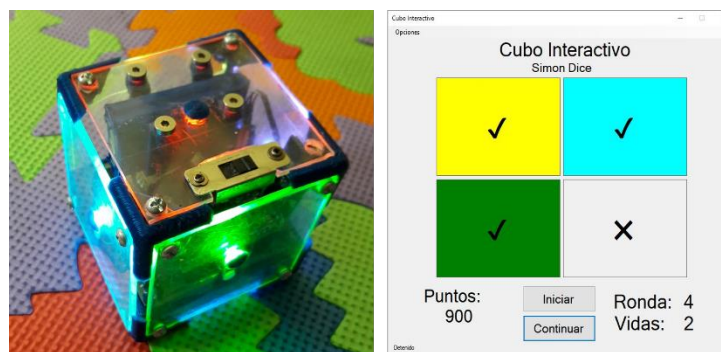 Cubo Interactivo
Opciones
Cubo Interactivo
Simon Dice
Puntos:
900
Iniciar
Continuar
Ronda: 4
Vidas: 2
Detenido